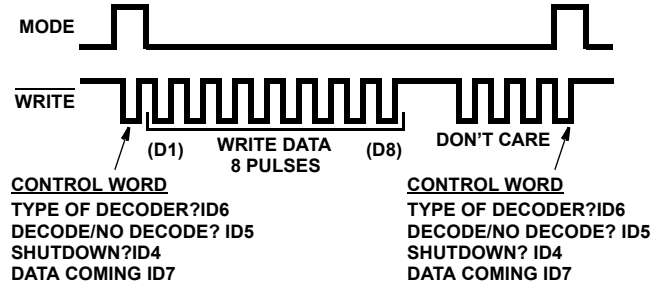 MODE
WRITE
(D1) WRITE DATA (D8) DON'T CARE
8 PULSES
CONTROL WORD
TYPE OF DECODER?ID6
DECODE/NO DECODE? ID5
SHUTDOWN?ID4
DATA COMING ID7
CONTROL WORD
TYPE OF DECODER?ID6
DECODE/NO DECODE? ID5
SHUTDOWN? ID4
DATA COMING ID7